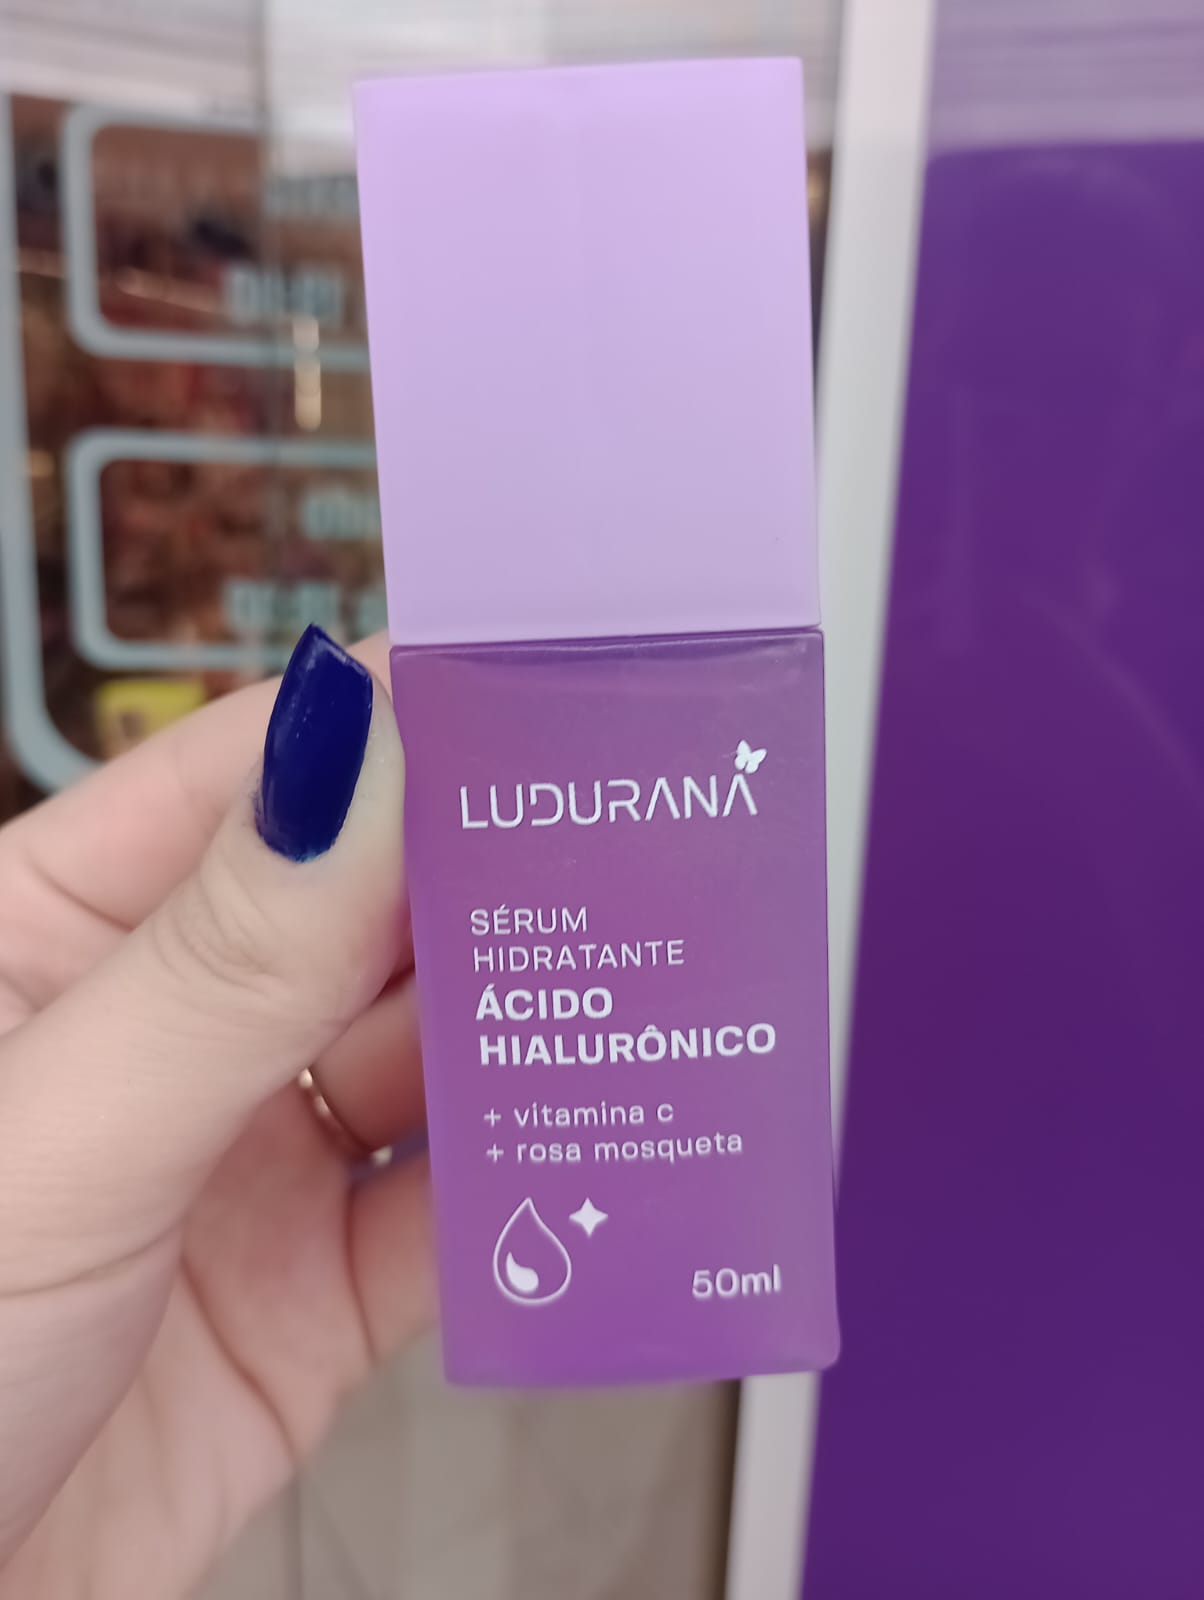 LUDURANA
SÉRUM
HIDRATANTE
ÁCIDO
HIALURÔNICO
+ vitamina c
+ rosa mosqueta
50ml